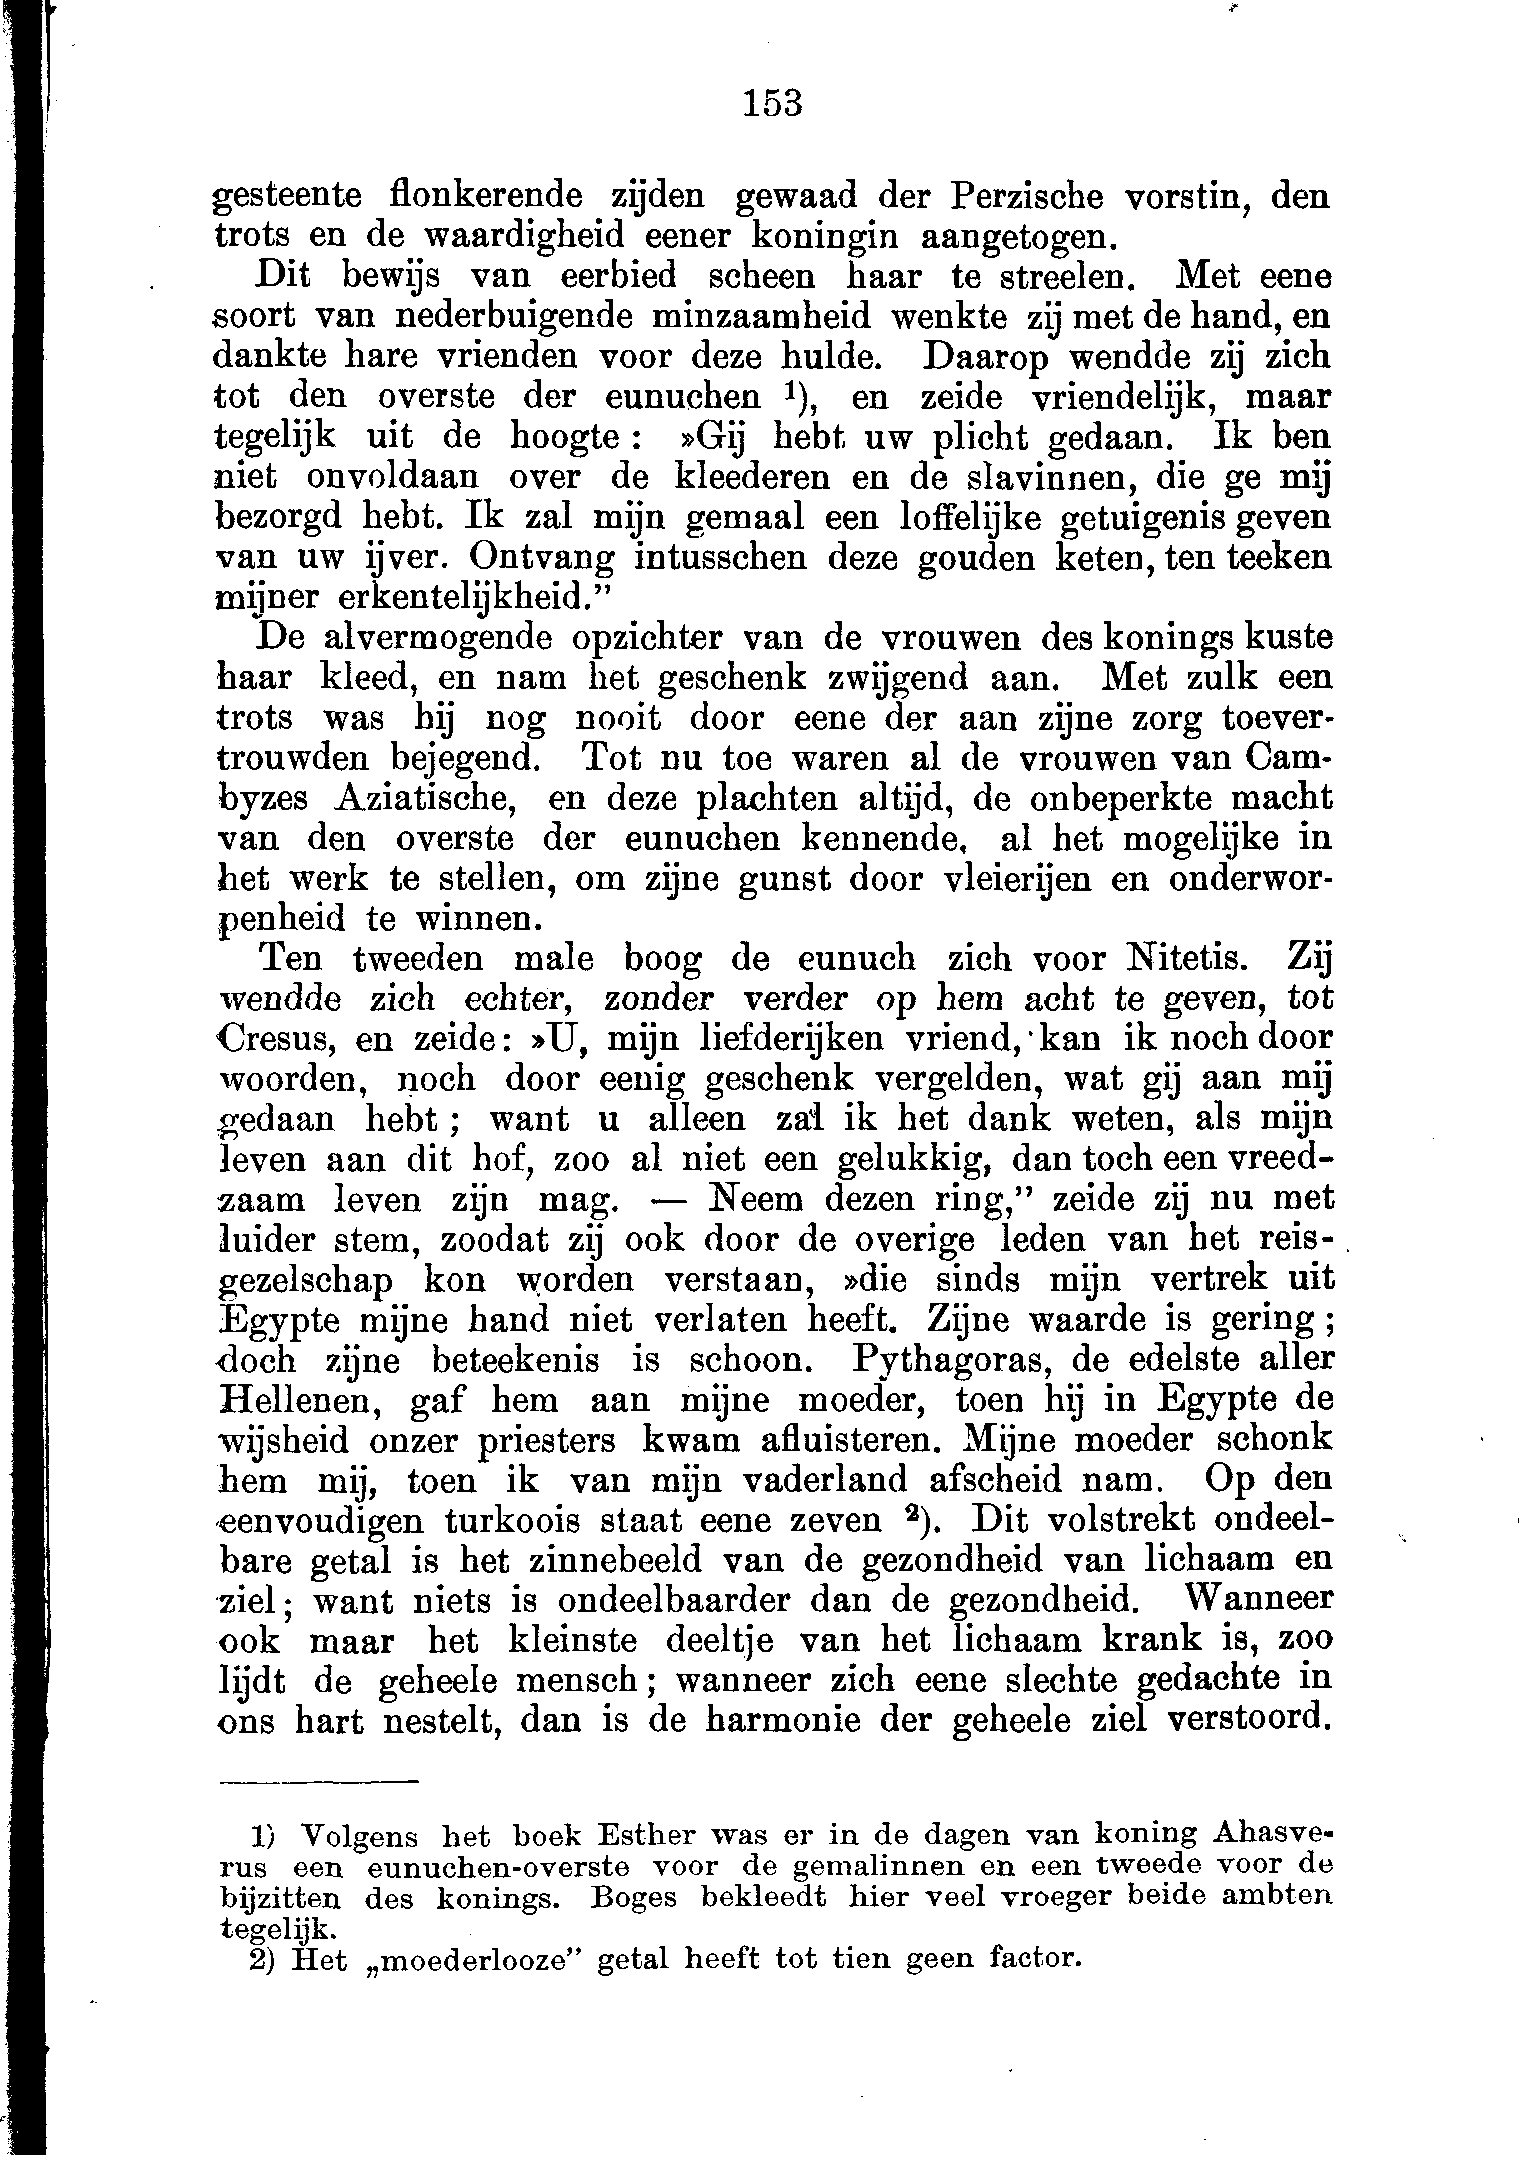 153
gesteente flonkerende zijden gewaad der Perzische vorstin, den
trots en de waardigheid eener koningin aangetogen.
Dit bewijs van eerbied scheen haar te streelen. Met eene
soort van nederbuigende minzaamheid wenkte zij met de hand, en
dankte hare vrienden voor deze hulde. Daarop wendde zij zich
tot den overste der eunuchen ¹), en zeide vriendelijk, maar
tegelijk uit de hoogte: »Gij hebt uw plicht gedaan. Ik ben
niet onvoldaan over de kleederen en de slavinnen, die ge mij
bezorgd hebt. Ik zal mijn gemaal een loffelijke getuigenis geven
van uw ijver. Ontvang intusschen deze gouden keten, ten teeken
mijner erkentelijkheid.”
De alvermogende opzichter van de vrouwen des konings kuste
haar kleed, en nam het geschenk zwijgend aan. Met zulk een
trots was hij nog nooit door eene der aan zijne zorg toever-
trouwden bejegend. Tot nu toe waren al de vrouwen van Cam-
byzes Aziatische, en deze plachten altijd, de onbeperkte macht
van den overste der eunuchen kennende, al het mogelijke in
het werk te stellen, om zijne gunst door vleierijen en onderwor-
penheid te winnen.
Ten tweeden male boog de eunuch zich voor Nitetis. Zij
wendde zich echter, zonder verder op hem acht te geven, tot
Cresus, en zeide: »U, mijn liefderijken vriend, kan ik noch door
woorden, noch door eenig geschenk vergelden, wat gij aan mij
gedaan hebt; want u alleen zal ik het dank weten, als mijn
leven aan dit hof, zoo al niet een gelukkig, dan toch een vreed-
zaam leven zijn mag. — Neem dezen ring,” zeide zij nu met
luider stem, zoodat zij ook door de overige leden van het reis-
gezelschap kon worden verstaan, »die sinds mijn vertrek uit
Egypte mijne hand niet verlaten heeft. Zijne waarde is gering;
doch zijne beteekenis is schoon. Pythagoras, de edelste aller
Hellenen, gaf hem aan mijne moeder, toen hij in Egypte de
wijsheid onzer priesters kwam afluisteren. Mijne moeder schonk
hem mij, toen ik van mijn vaderland afscheid nam. Op den
eenvoudigen turkoois staat eene zeven ²). Dit volstrekt ondeel-
bare getal is het zinnebeeld van de gezondheid van lichaam en
ziel; want niets is ondeelbaarder dan de gezondheid. Wanneer
ook maar het kleinste deeltje van het lichaam krank is, zoo
lijdt de geheele mensch; wanneer zich eene slechte gedachte in
ons hart nestelt, dan is de harmonie der geheele ziel verstoord.
1) Volgens het boek Esther was er in de dagen van koning Ahasve-
rus een eunuchen-overste voor de gemalinnen en een tweede voor de
bijzitten des konings. Boges bekleedt hier veel vroeger beide ambten
tegelijk.
2) Het „moederlooze” getal heeft tot tien geen factor.